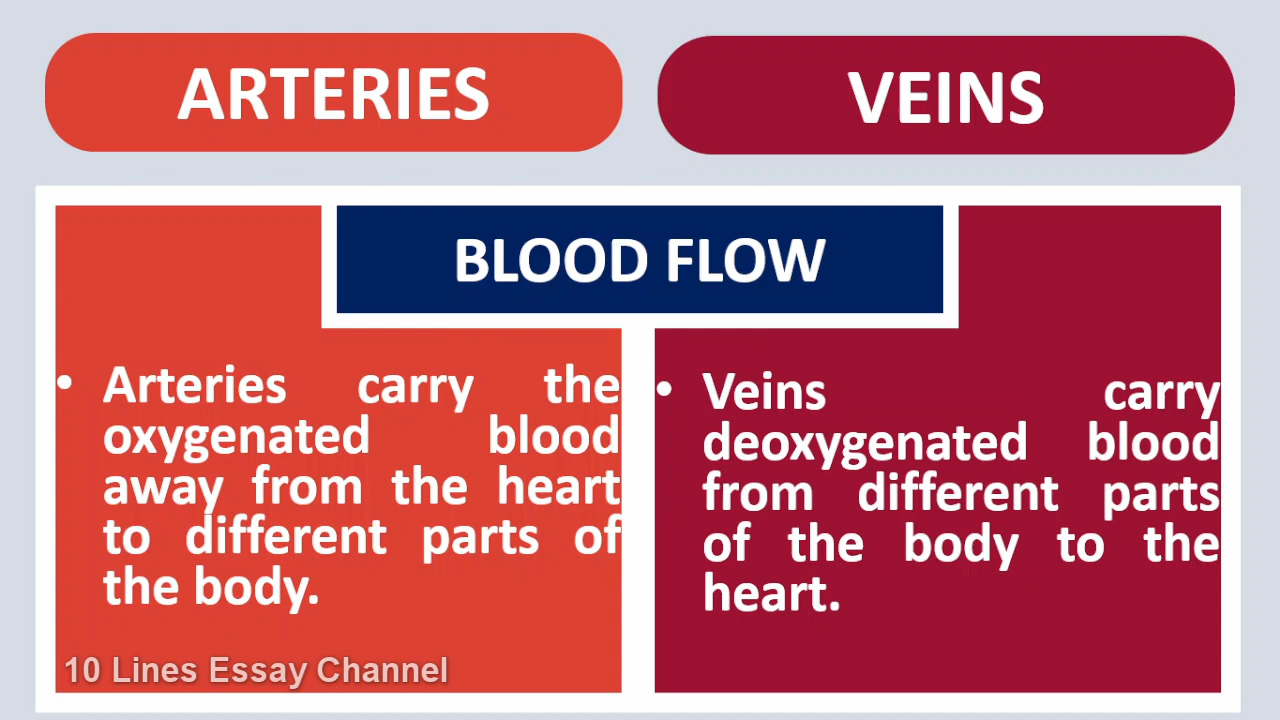 ARTERIES
VEINS
BLOOD FLOW
• Arteries carry the
oxygenated blood
away from the heart
to different parts of
the body.
• Veins carry
deoxygenated blood
from different parts
of the body to the
heart.
10 Lines Essay Channel